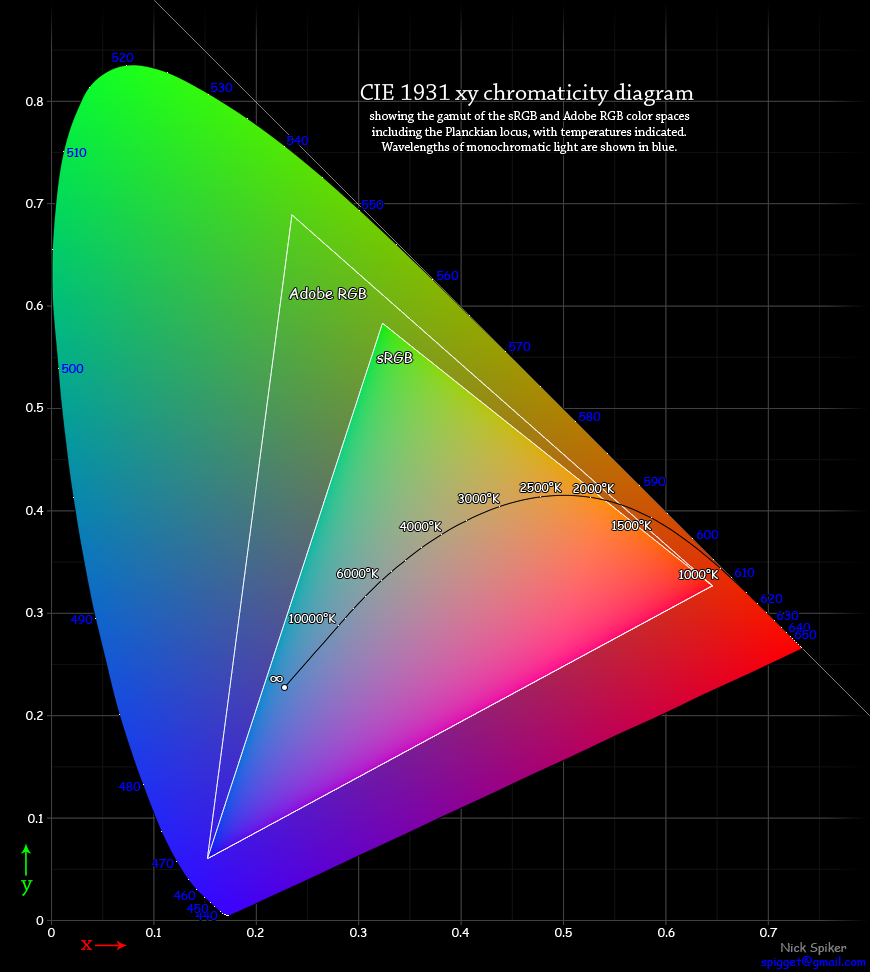 CIE 1931 xy chromaticity diagram
showing the gamut of the sRGB and Adobe RGB color spaces
including the Planckian locus, with temperatures indicated.
Wavelengths of monochromatic light are shown in blue.
520
530
0.8
540
510
0.7
550
560
Adobe RGB
0.6
570
sRGB
500
0.5
580
590
2500°K
2000°K
3000°K
0.4
4000°K
1500°K
600
6000°K
1000°K
610
620
0.3
490
10000°K
630
640
650
∞
0.2
480
0.1
470
y
460
450
440
0
0
0.1
0.2
0.3
0.4
0.5
0.6
0.7
x
Nick Spiker
spigget@gmail.com